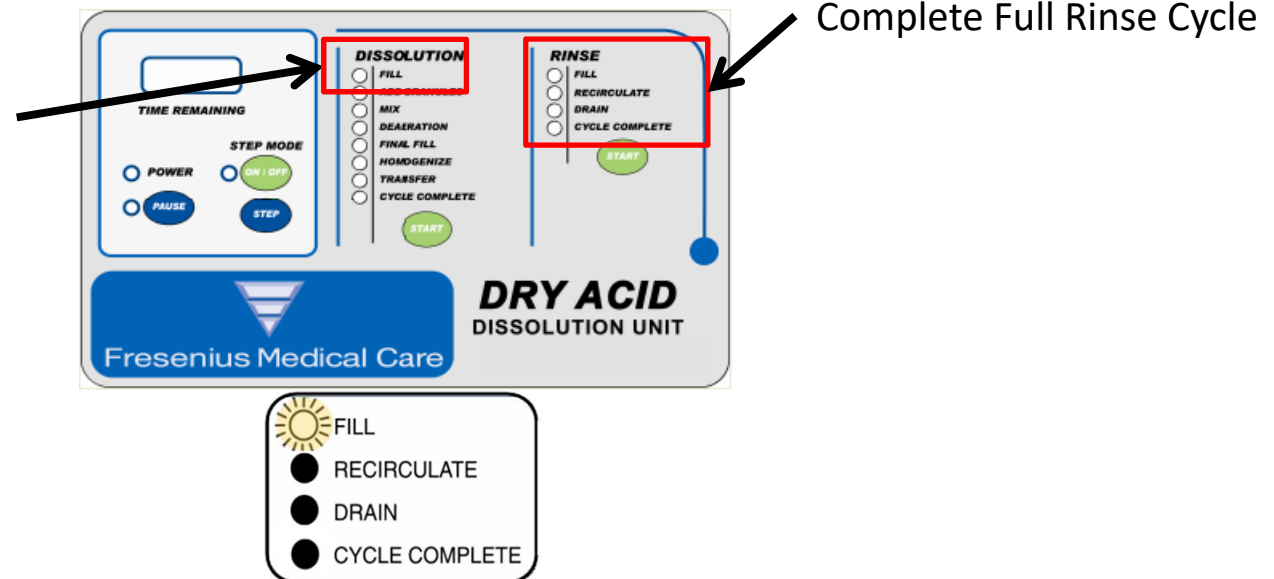 Complete Full Rinse Cycle
TIME REMAINING
STEP MODE
POWER
ON | OFF
PAUSE
STEP
DISSOLUTION
FILL
ADD GRANULES
MIX
DEAERATION
FINAL FILL
HOMOGENIZE
TRANSFER
CYCLE COMPLETE
START
RINSE
FILL
RECIRCULATE
DRAIN
CYCLE COMPLETE
START
Fresenius Medical Care
DRY ACID
DISSOLUTION UNIT
FILL
RECIRCULATE
DRAIN
CYCLE COMPLETE